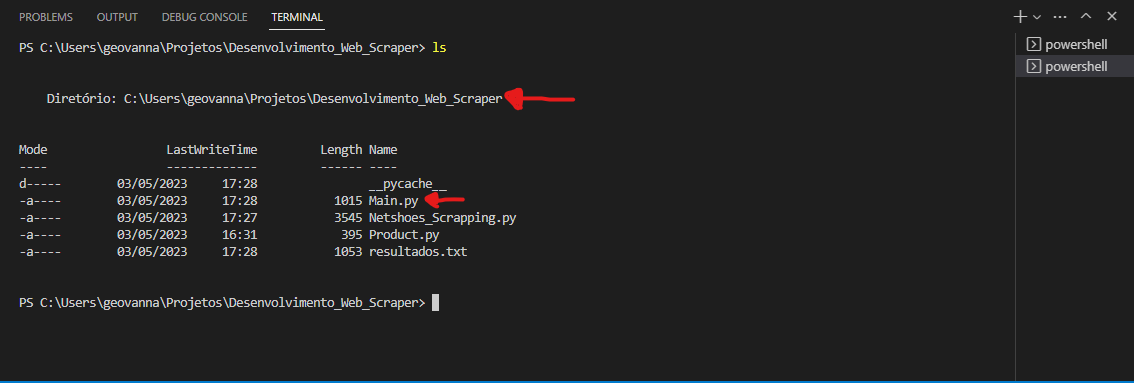 PROBLEMS OUTPUT DEBUG CONSOLE TERMINAL
PS C:\Users\geovanna\Projetos\Desenvolvimento_Web_Scraper> ls
powershell
powershell
Diretório: C:\Users\geovanna\Projetos\Desenvolvimento_Web_Scraper
Mode LastWriteTime Length Name
---- ------------- ------ ----
d----- 03/05/2023 17:28 __pycache__
-a---- 03/05/2023 17:28 1015 Main.py
-a---- 03/05/2023 17:27 3545 Netshoes_Scrapping.py
-a---- 03/05/2023 16:31 395 Product.py
-a---- 03/05/2023 17:28 1053 resultados.txt
PS C:\Users\geovanna\Projetos\Desenvolvimento_Web_Scraper>